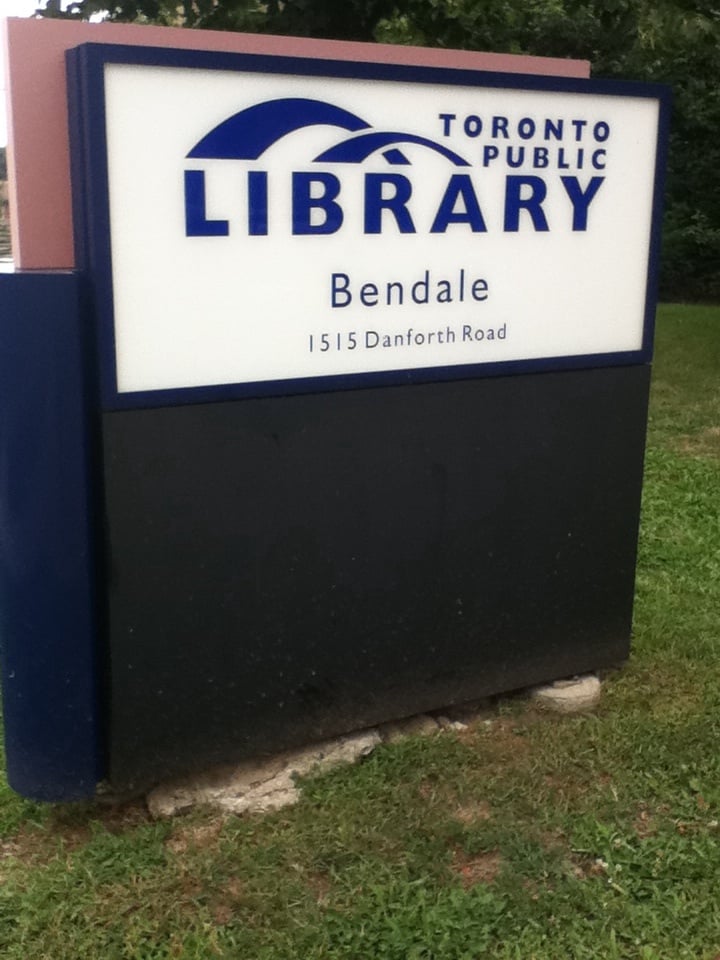 TORONTO
PUBLIC
LIBRARY
Bendale
1515 Danforth Road